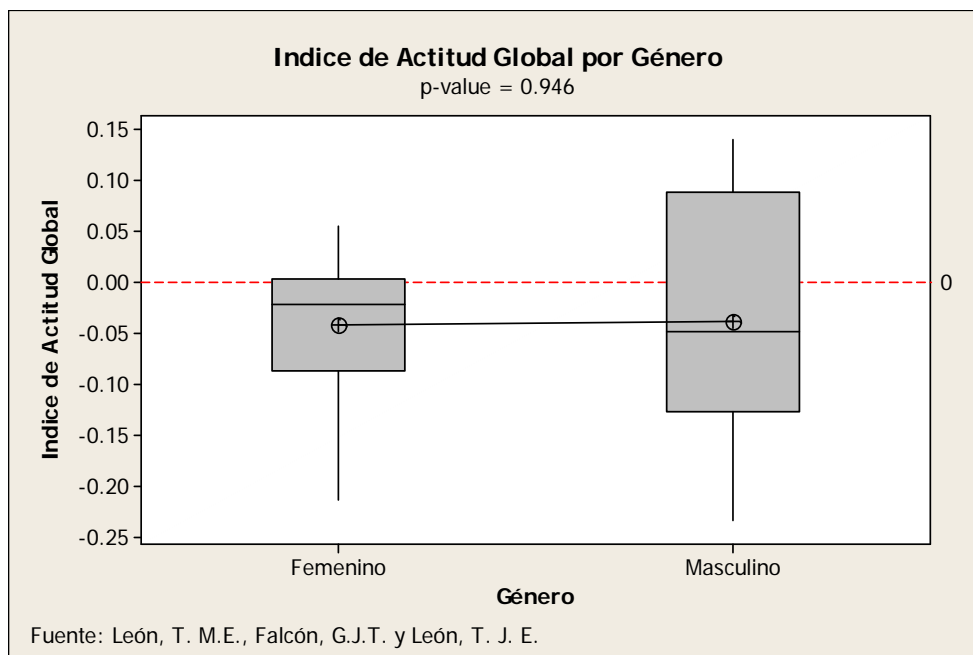 Indice de Actitud Global por Género
p-value = 0.946
Indice de Actitud Global
0.15
0.10
0.05
0.00
-0.05
-0.10
-0.15
-0.20
-0.25
0
Femenino Masculino
Género
Fuente: León, T. M.E., Falcón, G.J.T. y León, T. J. E.